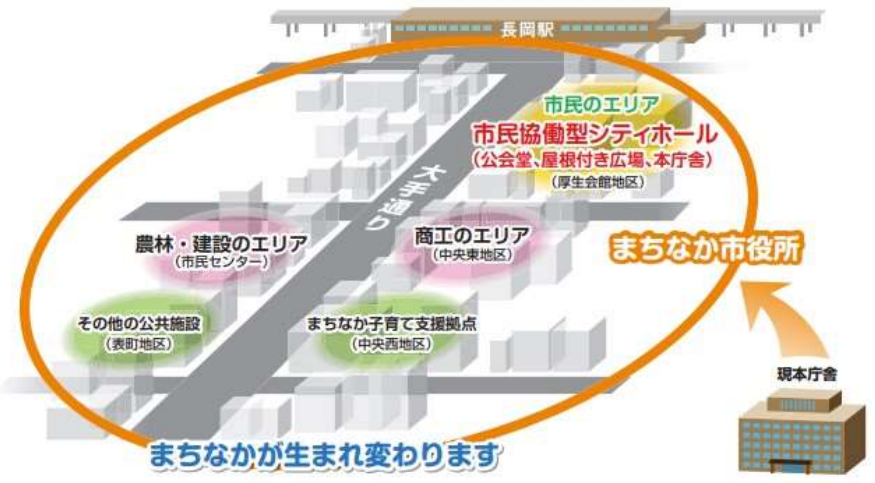 長岡駅
市民のエリア
市民協働型シティホール
（公会堂、屋根付き広場、本庁舎）
（厚生会館地区）
大手通り
農林・建設のエリア
（市民センター）
商工のエリア
（中央東地区）
まちなか市役所
その他の公共施設
（表町地区）
まちなか子育て支援拠点
（中央西地区）
現本庁舎
まちなかが生まれ変わります